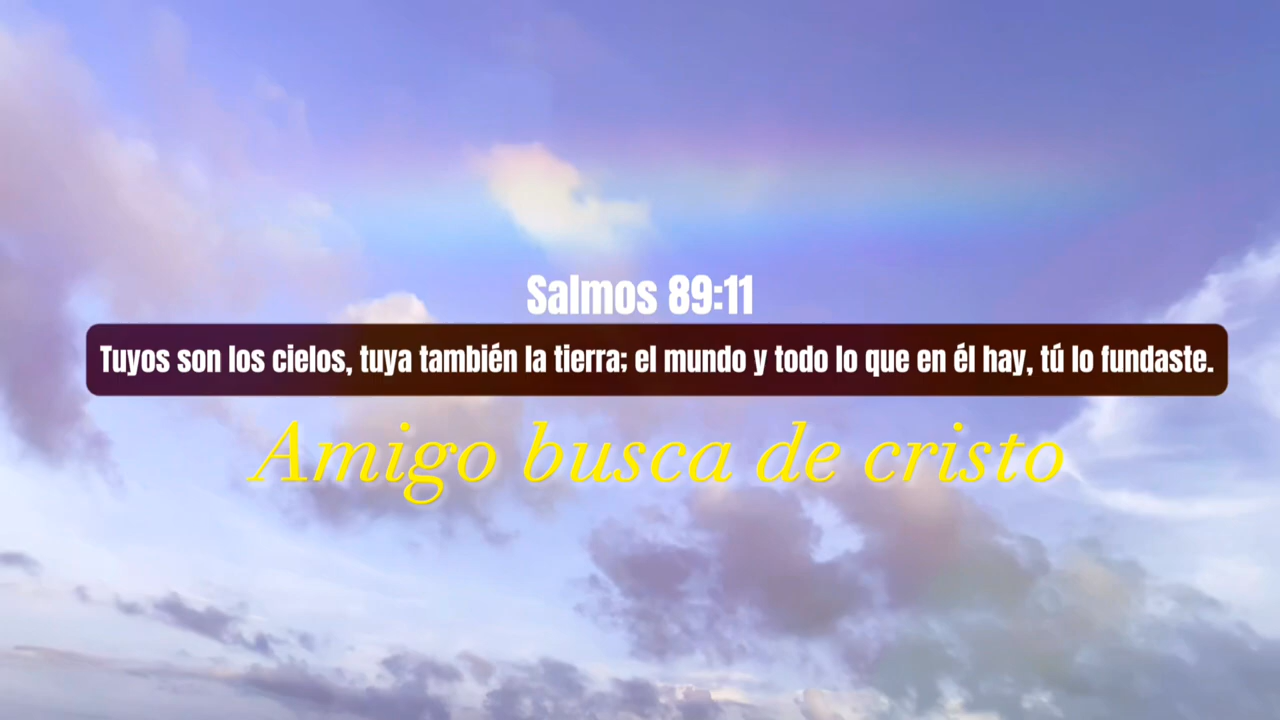 Salmos 89:11
Tuyos son los cielos, tuya también la tierra; el mundo y todo lo que en él hay, tú lo fundaste.
Amigo busca de cristo